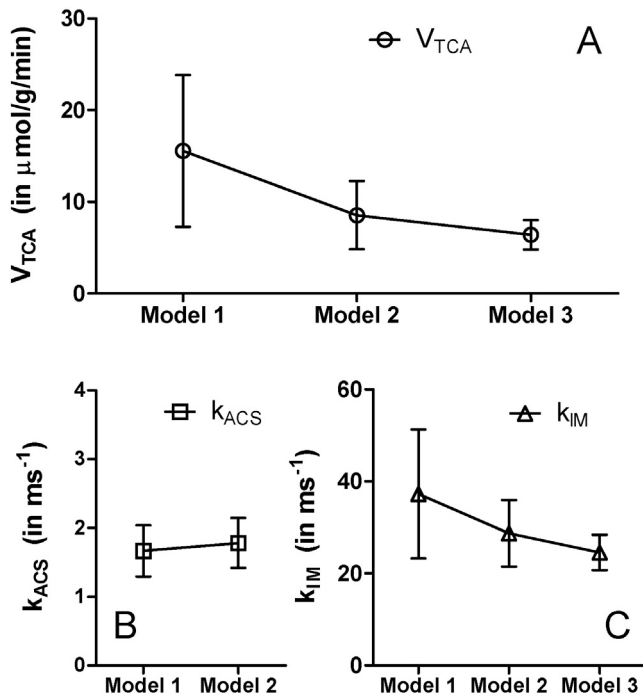 30
20
10
0
V_TCA (in μmol/g/min)
V_TCA
A
Model 1 Model 2 Model 3
4
3
2
1
0
k_ACS (in ms⁻¹)
k_ACS
B
Model 1 Model 2
60
40
20
0
k_IM (in ms⁻¹)
k_IM
C
Model 1 Model 2 Model 3